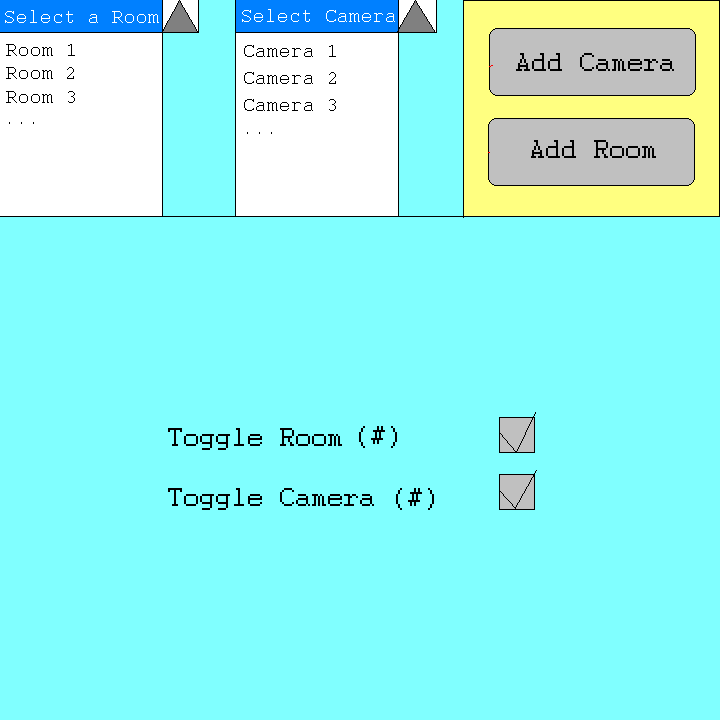 Select a Room
Room 1
Room 2
Room 3
...
Select Camera
Camera 1
Camera 2
Camera 3
...
Add Camera
Add Room
Toggle Room (#)
Toggle Camera (#)